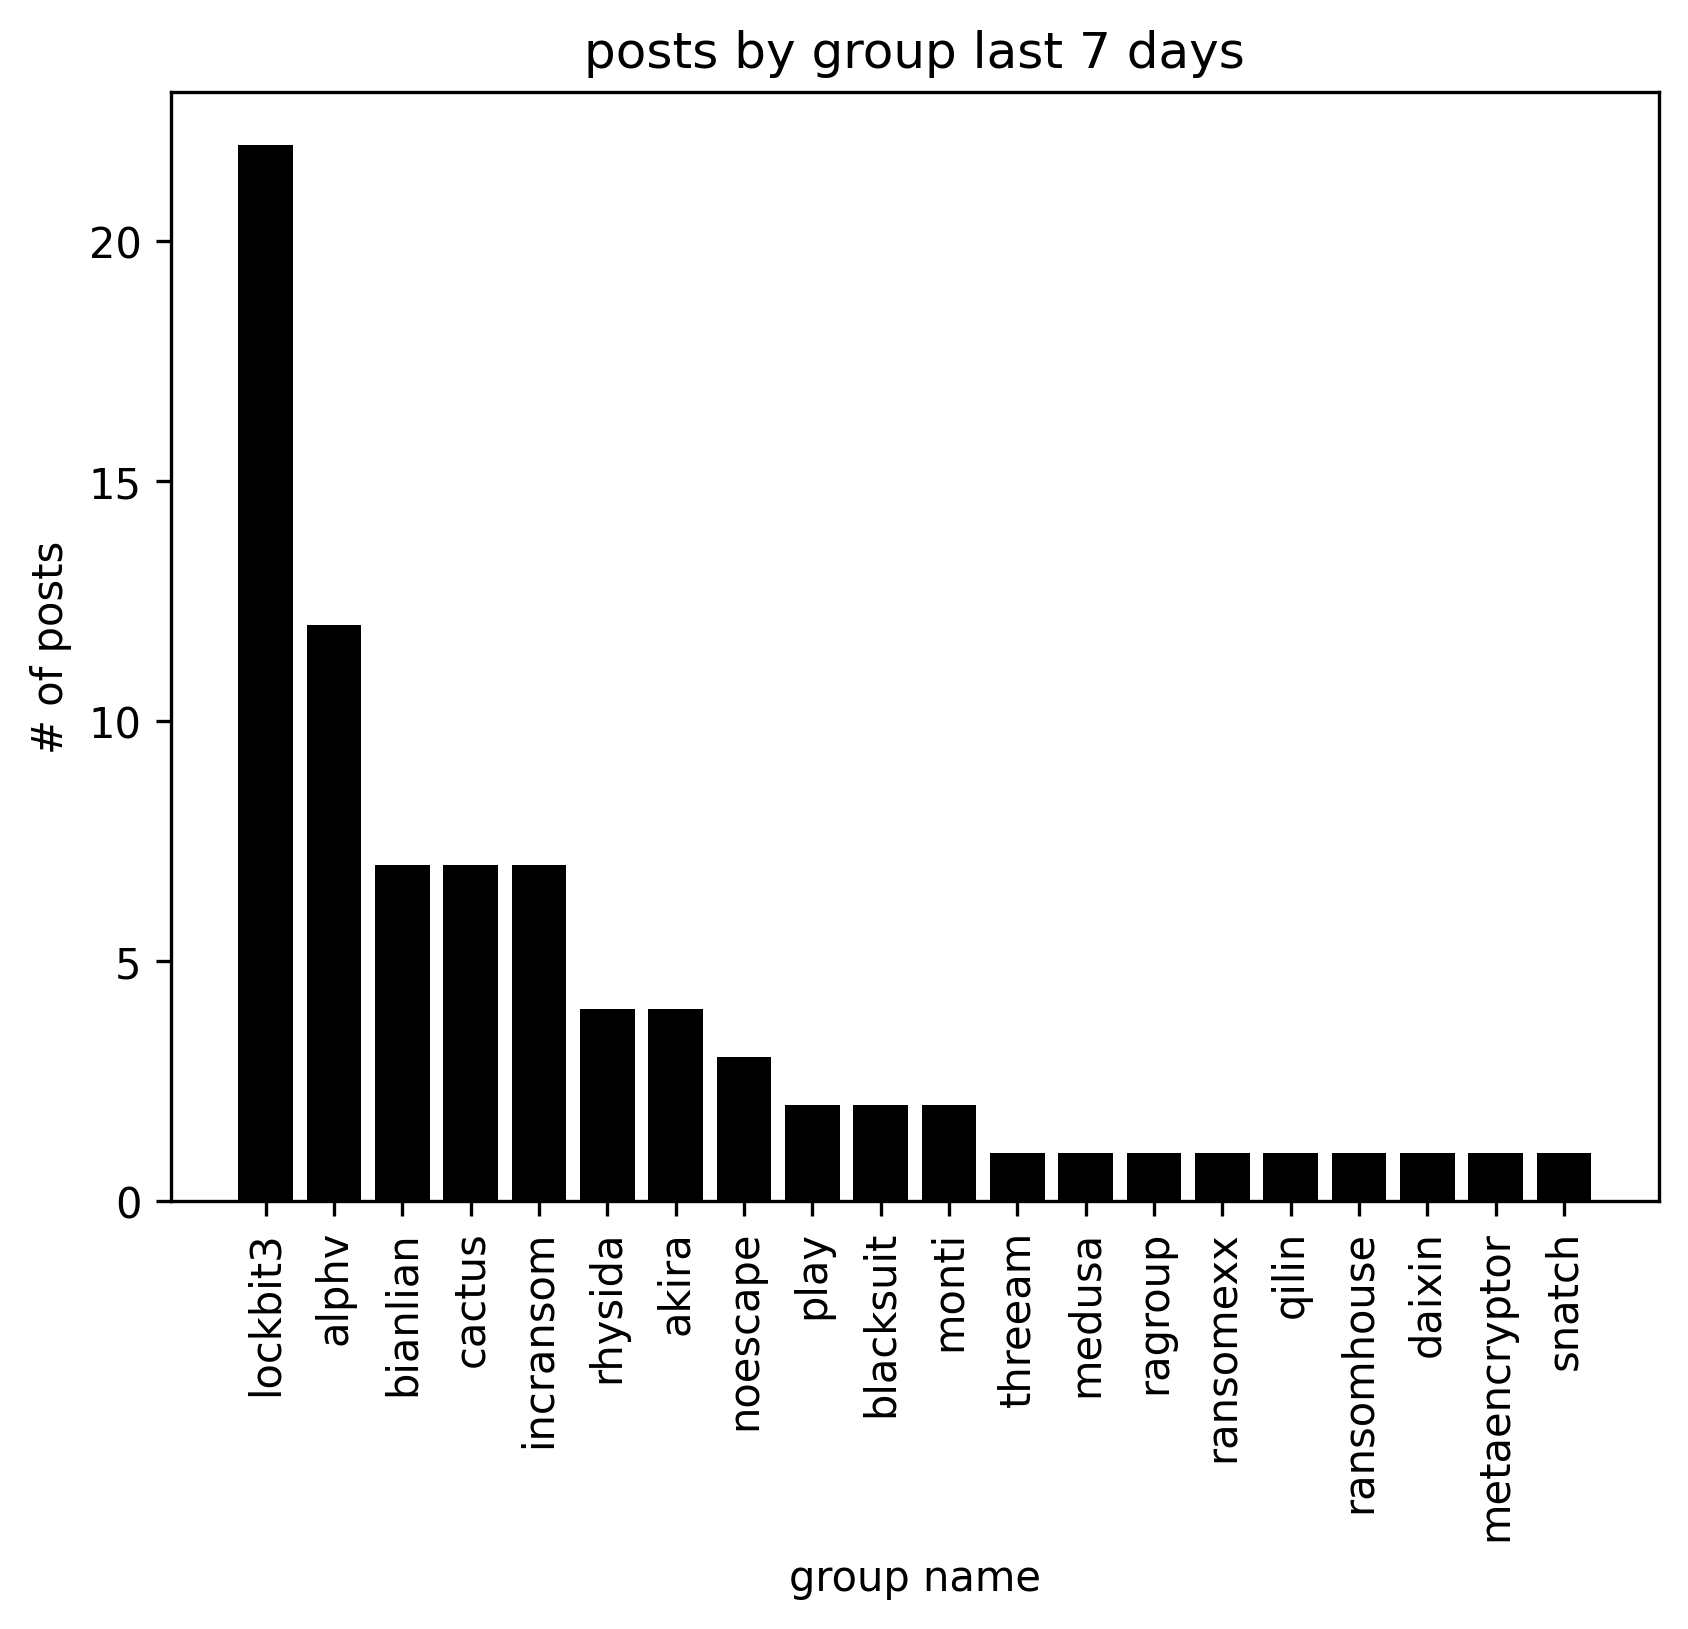 posts by group last 7 days
# of posts
20
15
10
5
0
lockbit3
alphv
bianlian
cactus
incransom
rhysida
akira
noescape
play
blacksuit
monti
threeam
medusa
ragroup
ransomexx
qilin
ransomhouse
daixin
metaencryptor
snatch
group name